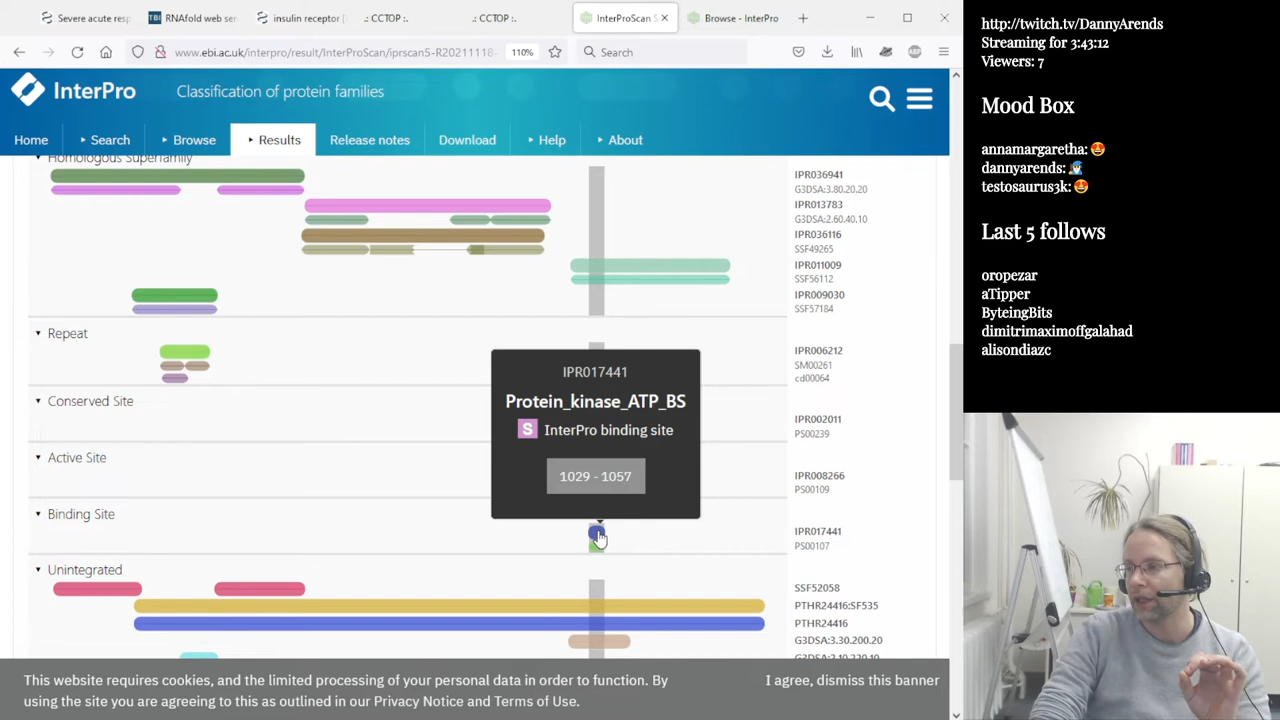 Severe acute resp
TBI
RNAfold web serv
insulin receptor [
.: CCTOP :.
.: CCTOP :.
InterProScan S
Browse - InterPro
www.ebi.ac.uk/interpro/result/InterProScan/iprscan5-R20211118-
110%
Search
ABP
InterPro
Classification of protein families
Home
Search
Browse
Results
Release notes
Download
Help
About
Homologous Superfamily
IPR036941
G3DSA:3.80.20.20
IPR013783
G3DSA:2.60.40.10
IPR036116
SSF49265
IPR011009
SSF56112
IPR009030
SSF57184
Repeat
IPR006212
SM00261
cd00064
Conserved Site
IPR002011
PS00239
Active Site
IPR008266
PS00109
Binding Site
IPR017441
PS00107
IPR017441
Protein_kinase_ATP_BS
S InterPro binding site
1029 - 1057
Unintegrated
SSF52058
PTHR24416:SF535
PTHR24416
G3DSA:3.30.200.20
G3DSA:2.10.220.10
This website requires cookies, and the limited processing of your personal data in order to function. By
using the site you are agreeing to this as outlined in our Privacy Notice and Terms of Use.
I agree, dismiss this banner
http://twitch.tv/DannyArends
Streaming for 3:43:12
Viewers: 7
Mood Box
annamargaretha: 😍
dannyarends: 🧑‍🎓
testosaurus3k: 😍
Last 5 follows
oropezar
aTipper
ByteingBits
dimitrimaximoffgalahad
alisondiazc